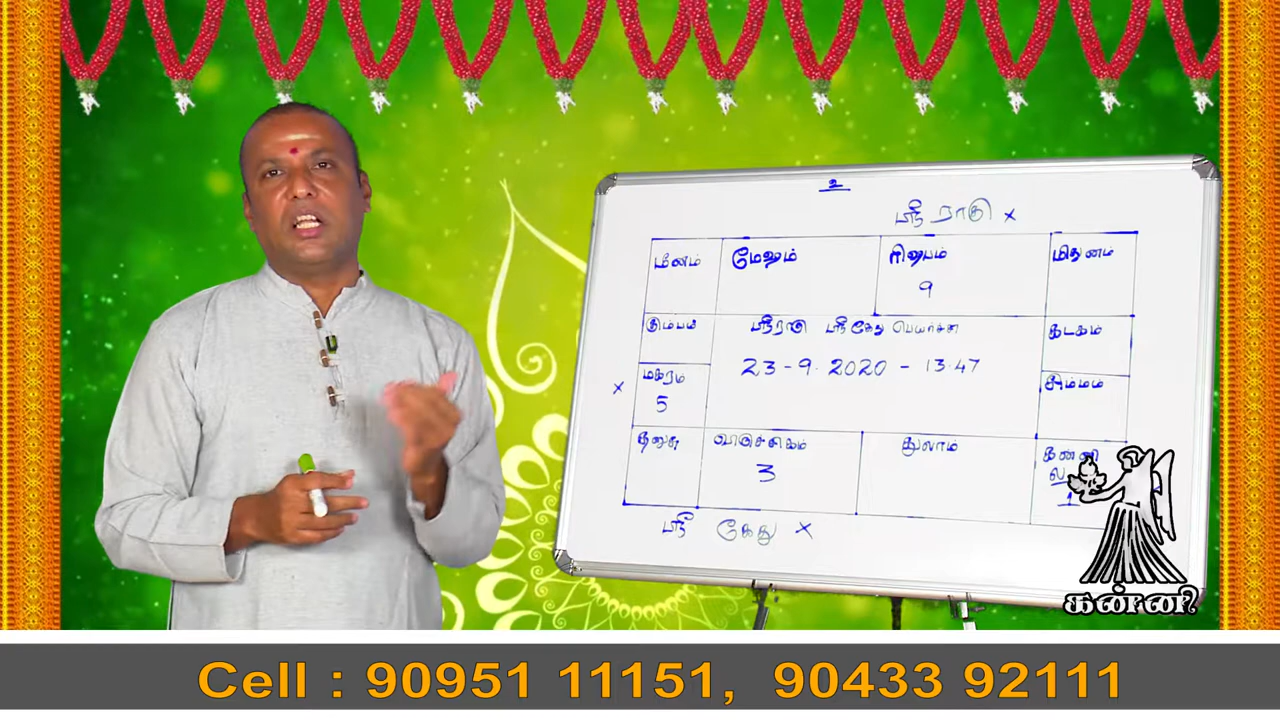 உ
ஸ்ரீ ராகு x
மீனம் மேஷம் ரிஷபம் மிதுனம்
9
கும்பம் ஸ்ரீராகு ஸ்ரீகேது பெயர்ச்சி கடகம்
23-9.2020 - 13.47
x மகரம் சிம்மம்
5
தனுசு விருச்சிகம் துலாம் கன்னி
3 ல
1
ஸ்ரீ கேது x
கன்னி
Cell : 90951 11151, 90433 92111